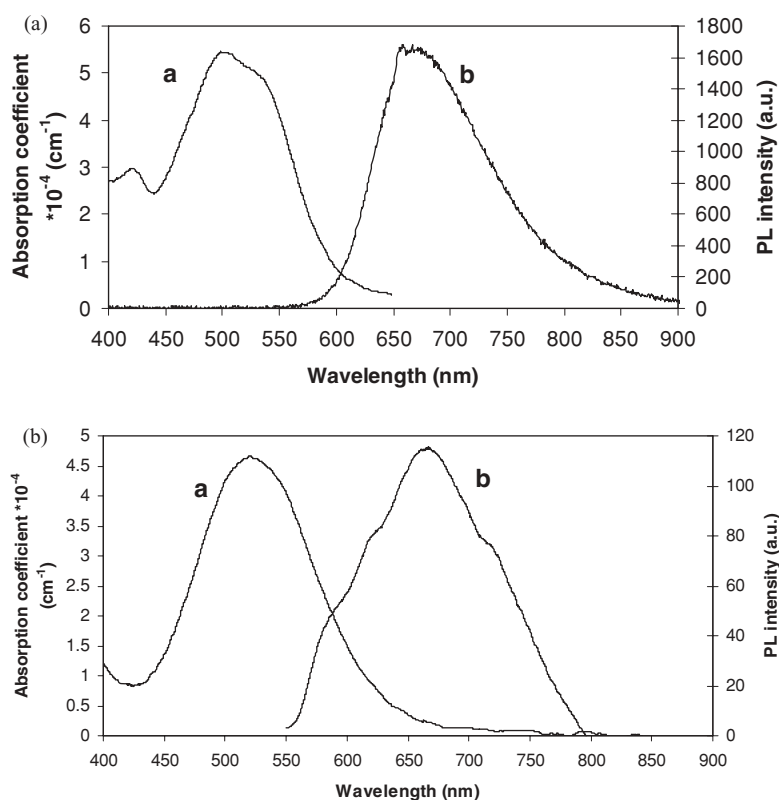 (a)
6
5
4
3
2
1
0
Absorption coefficient
*10⁻⁴ (cm⁻¹)
a
b
1800
1600
1400
1200
1000
800
600
400
200
0
PL intensity (a.u.)
400 450 500 550 600 650 700 750 800 850 900
Wavelength (nm)
(b)
5
4.5
4
3.5
3
2.5
2
1.5
1
0.5
0
Absorption coefficient *10⁻⁴
(cm⁻¹)
a
b
120
100
80
60
40
20
0
PL intensity (a.u.)
400 450 500 550 600 650 700 750 800 850 900
Wavelength (nm)